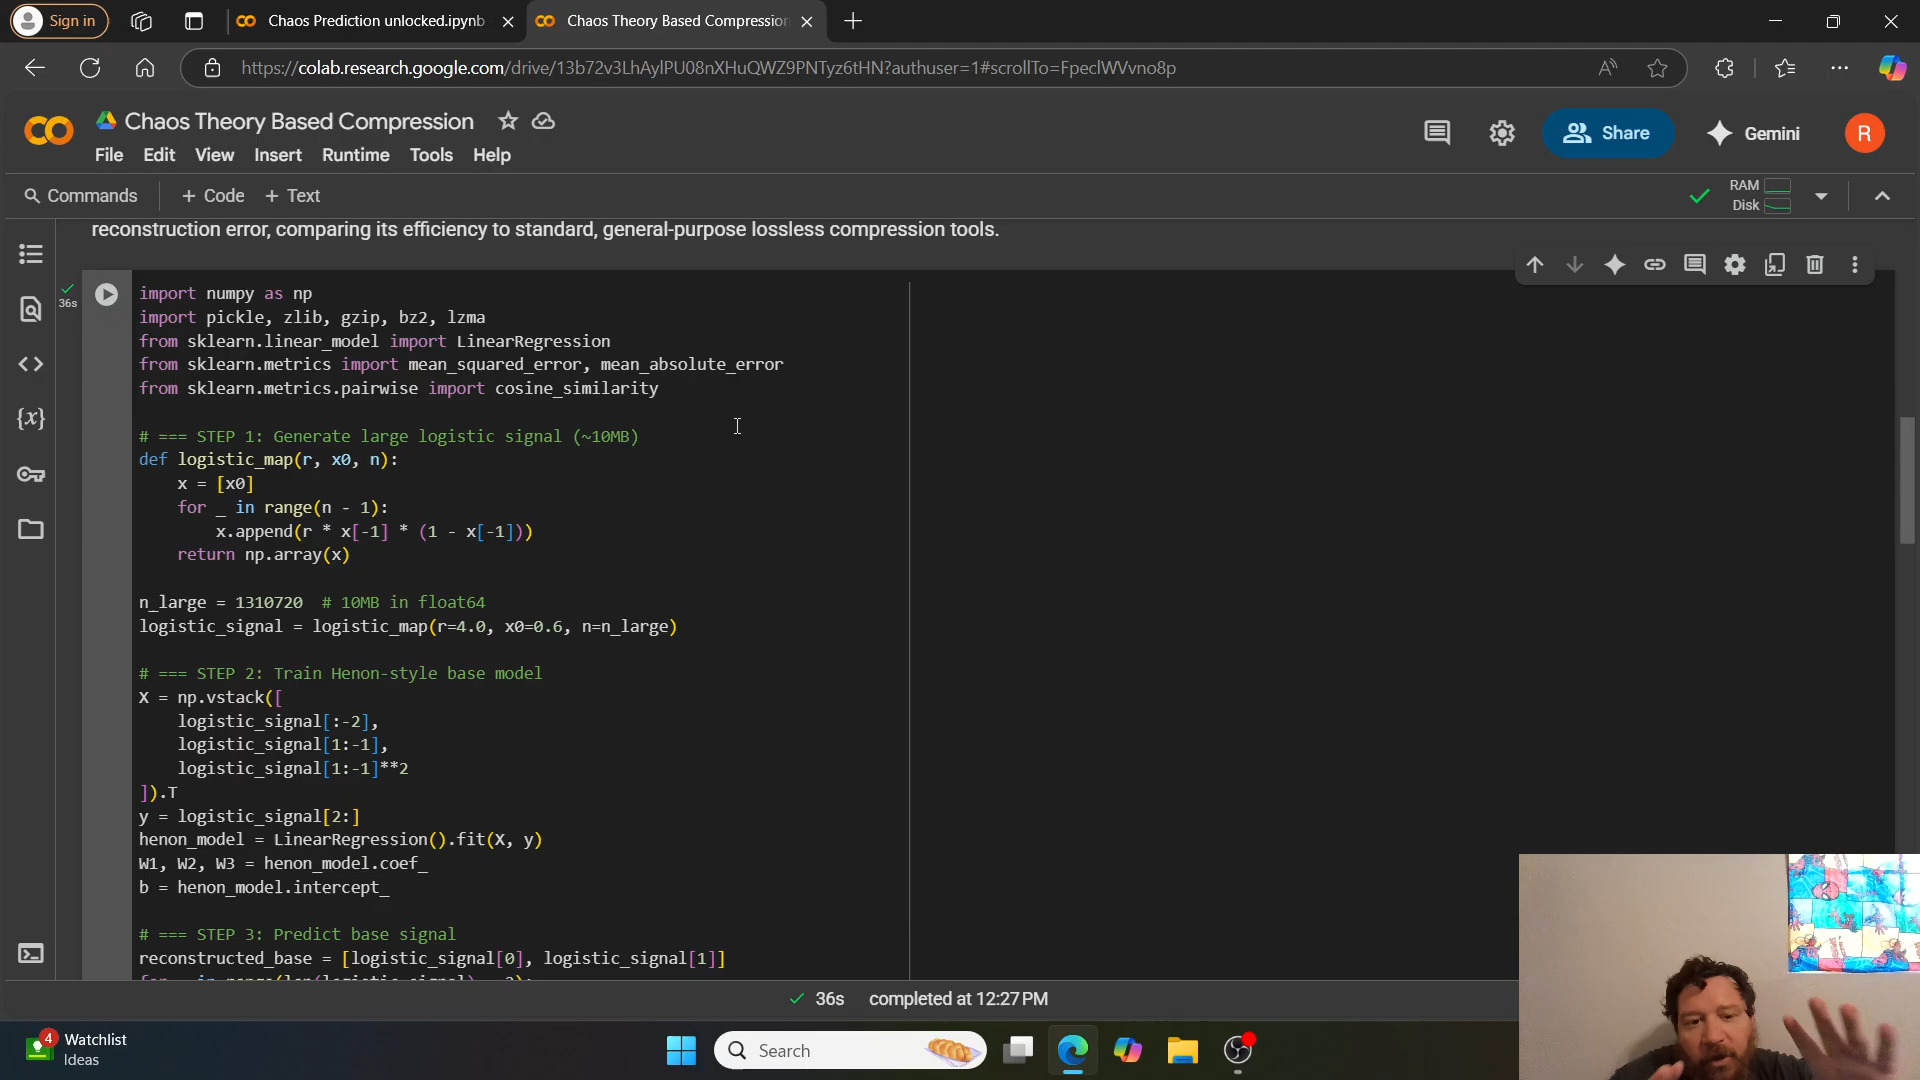 Sign in
Chaos Prediction unlocked.ipynb
Chaos Theory Based Compression
https://colab.research.google.com/drive/13b72v3LhAylPU08nXHuQWZ9PNTyz6tHN?authuser=1#scrollTo=FpeclWVvno8p
Chaos Theory Based Compression
File Edit View Insert Runtime Tools Help
Share
Gemini
R
Commands + Code + Text
RAM
Disk
reconstruction error, comparing its efficiency to standard, general-purpose lossless compression tools.
36s
import numpy as np
import pickle, zlib, gzip, bz2, lzma
from sklearn.linear_model import LinearRegression
from sklearn.metrics import mean_squared_error, mean_absolute_error
from sklearn.metrics.pairwise import cosine_similarity
# === STEP 1: Generate large logistic signal (~10MB)
def logistic_map(r, x0, n):
x = [x0]
for _ in range(n - 1):
x.append(r * x[-1] * (1 - x[-1]))
return np.array(x)
n_large = 1310720 # 10MB in float64
logistic_signal = logistic_map(r=4.0, x0=0.6, n=n_large)
# === STEP 2: Train Henon-style base model
X = np.vstack([
logistic_signal[:-2],
logistic_signal[1:-1],
logistic_signal[1:-1]**2
]).T
y = logistic_signal[2:]
henon_model = LinearRegression().fit(X, y)
W1, W2, W3 = henon_model.coef_
b = henon_model.intercept_
# === STEP 3: Predict base signal
reconstructed_base = [logistic_signal[0], logistic_signal[1]]
36s completed at 12:27 PM
4
Watchlist
Ideas
Search